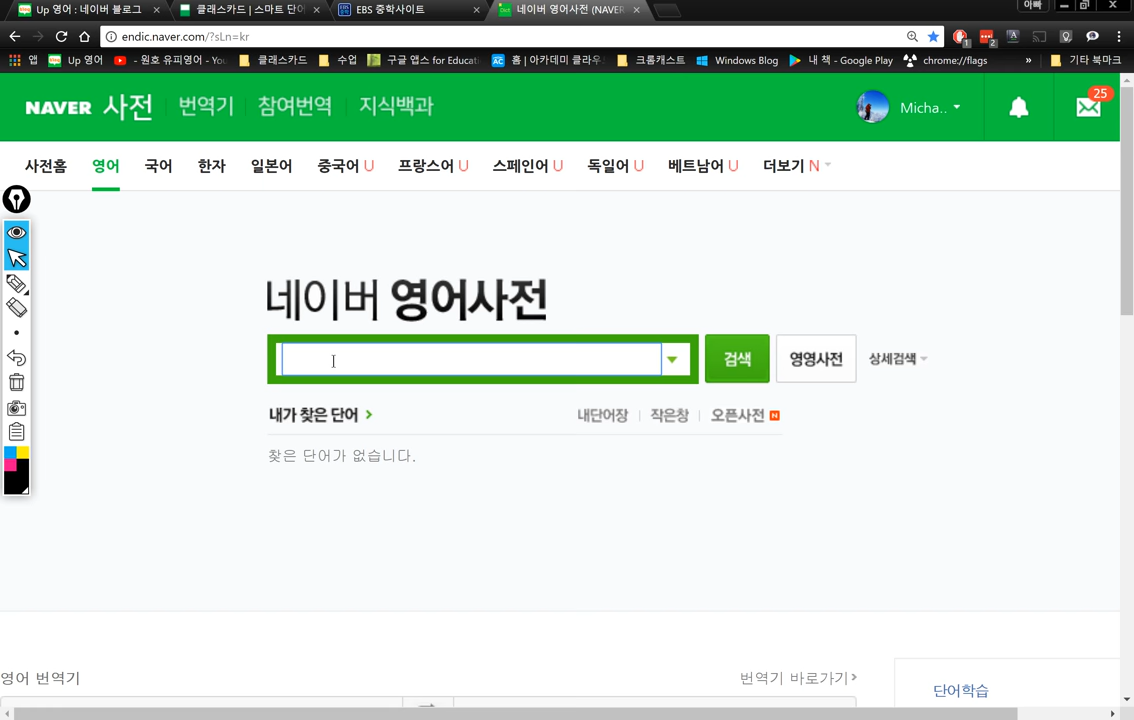 Up 영어 : 네이버 블로그
클래스카드 | 스마트 단어
EBS 중학사이트
네이버 영어사전 (NAVER
아빠
endic.naver.com/?sLn=kr
1
2
앱
Up 영어
- 원호 유피영어 - You
클래스카드
수업
구글 앱스 for Educati
홈 | 아카데미 클라우
크롬캐스트
Windows Blog
내 책 - Google Play
chrome://flags
»
기타 북마크
NAVER 사전 번역기 참여번역 지식백과
Micha..
25
사전홈 영어 국어 한자 일본어 중국어 U 프랑스어 U 스페인어 U 독일어 U 베트남어 U 더보기 N
네이버 영어사전
검색
영영사전
상세검색
내가 찾은 단어
내단어장 작은창 오픈사전 N
찾은 단어가 없습니다.
영어 번역기
번역기 바로가기
단어학습